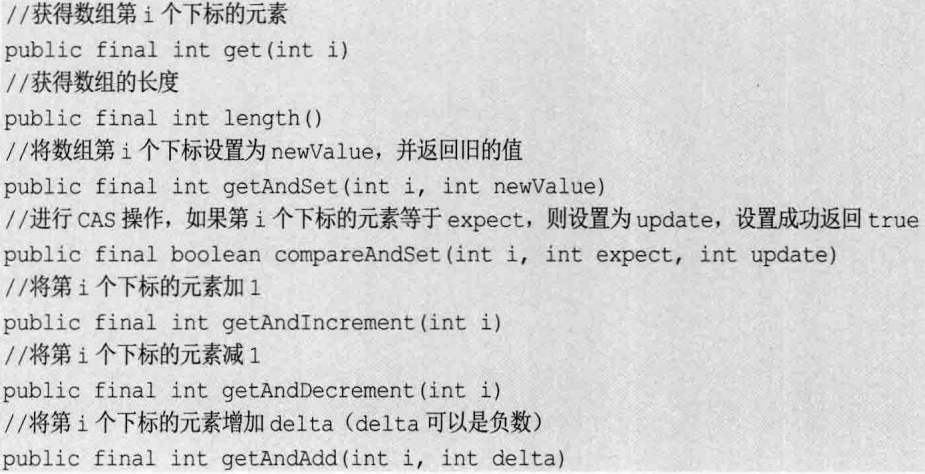 //获得数组第 i 个下标的元素
public final int get(int i)
//获得数组的长度
public final int length()
//将数组第 i 个下标设置为 newValue，并返回旧的值
public final int getAndSet(int i, int newValue)
//进行 CAS 操作，如果第 i 个下标的元素等于 expect，则设置为 update，设置成功返回 true
public final boolean compareAndSet(int i, int expect, int update)
//将第 i 个下标的元素加 1
public final int getAndIncrement(int i)
//将第 i 个下标的元素减 1
public final int getAndDecrement(int i)
//将第 i 个下标的元素增加 delta（delta 可以是负数）
public final int getAndAdd(int i, int delta)